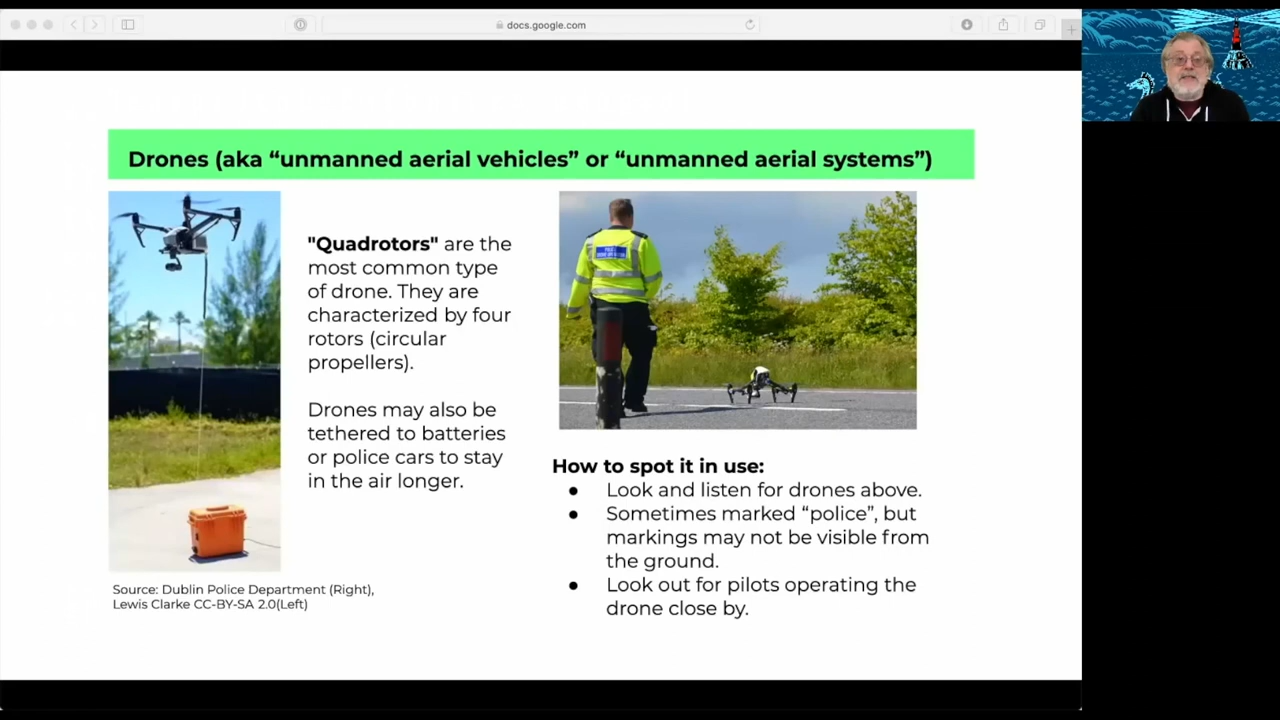 docs.google.com
Drones (aka “unmanned aerial vehicles” or “unmanned aerial systems”)
"Quadrotors" are the
most common type
of drone. They are
characterized by four
rotors (circular
propellers).
Drones may also be
tethered to batteries
or police cars to stay
in the air longer.
Source: Dublin Police Department (Right),
Lewis Clarke CC-BY-SA 2.0(Left)
How to spot it in use:
● Look and listen for drones above.
● Sometimes marked “police”, but
markings may not be visible from
the ground.
● Look out for pilots operating the
drone close by.